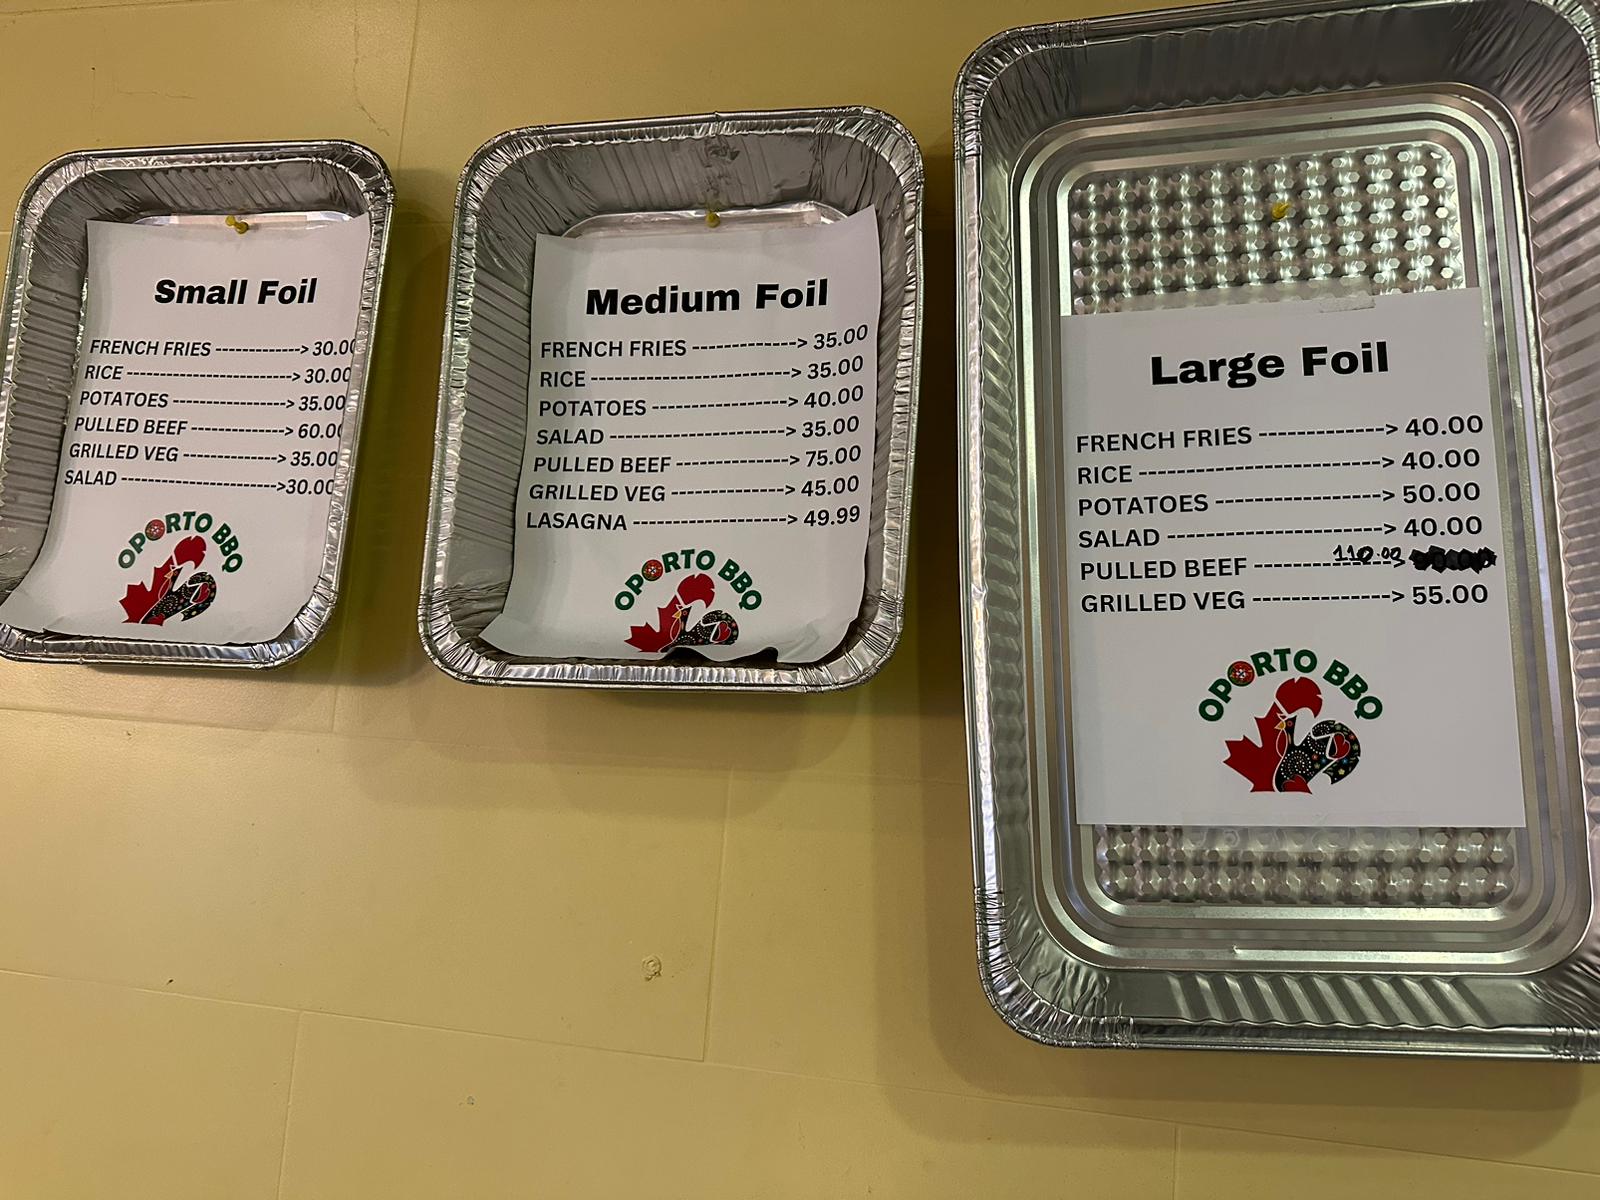 Small Foil
FRENCH FRIES --------------> 30.00
RICE -----------------------------> 30.00
POTATOES -------------------> 35.00
PULLED BEEF ----------------> 60.00
GRILLED VEG ----------------> 35.00
SALAD -------------------------->30.00
OPORTO BBQ
Medium Foil
FRENCH FRIES --------------> 35.00
RICE ----------------------------> 35.00
POTATOES ------------------> 40.00
SALAD -------------------------> 35.00
PULLED BEEF ----------------> 75.00
GRILLED VEG ----------------> 45.00
LASAGNA ---------------------> 49.99
OPORTO BBQ
Large Foil
FRENCH FRIES --------------> 40.00
RICE ---------------------------> 40.00
POTATOES ------------------> 50.00
SALAD ------------------------> 40.00
110.00
PULLED BEEF ---------------->
GRILLED VEG ---------------> 55.00
OPORTO BBQ